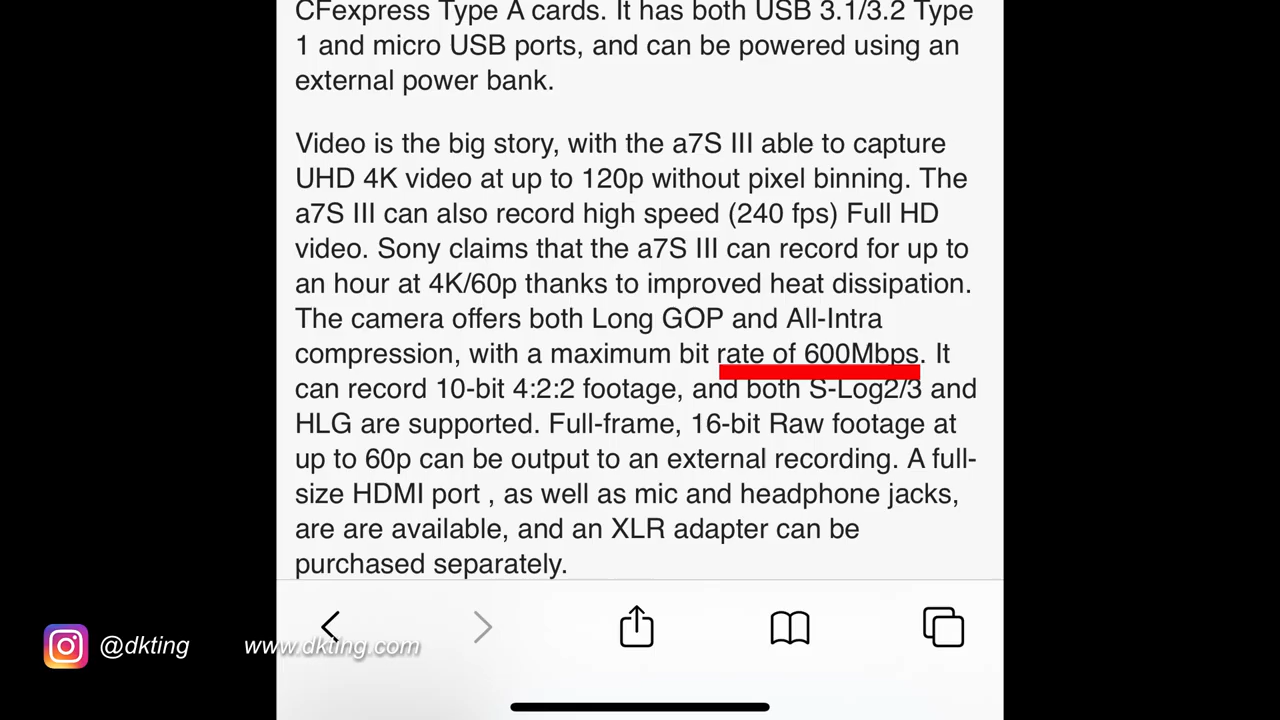 CFexpress Type A cards. It has both USB 3.1/3.2 Type
1 and micro USB ports, and can be powered using an
external power bank.
Video is the big story, with the a7S III able to capture
UHD 4K video at up to 120p without pixel binning. The
a7S III can also record high speed (240 fps) Full HD
video. Sony claims that the a7S III can record for up to
an hour at 4K/60p thanks to improved heat dissipation.
The camera offers both Long GOP and All-Intra
compression, with a maximum bit rate of 600Mbps. It
can record 10-bit 4:2:2 footage, and both S-Log2/3 and
HLG are supported. Full-frame, 16-bit Raw footage at
up to 60p can be output to an external recording. A full-
size HDMI port , as well as mic and headphone jacks,
are are available, and an XLR adapter can be
purchased separately.
@dkting www.dkting.com